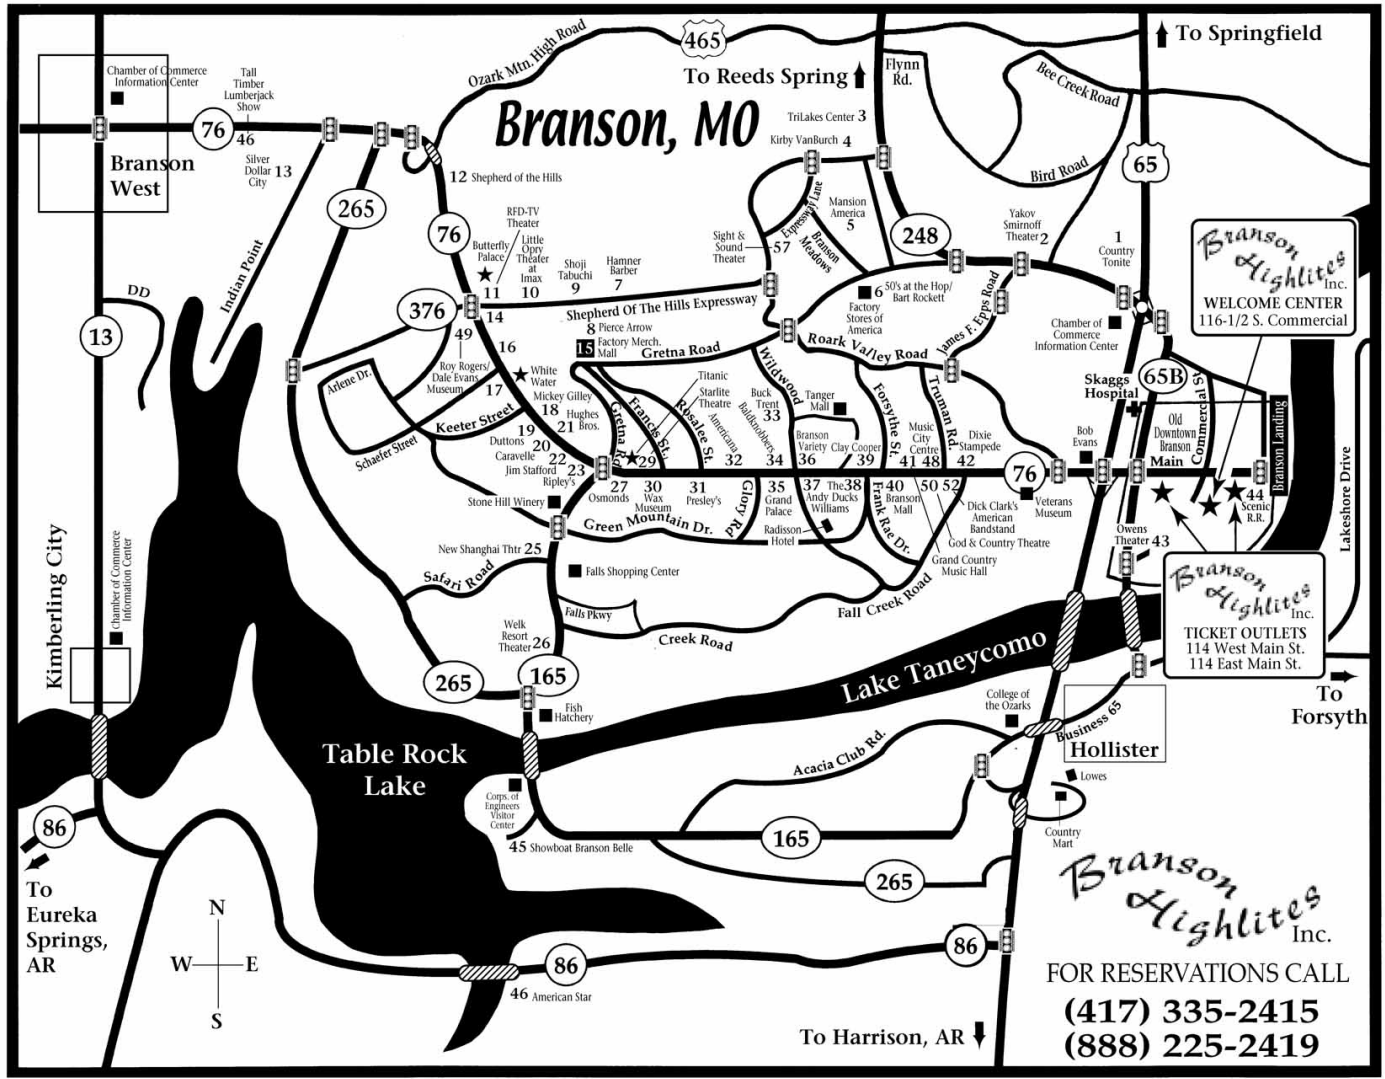 465
To Springfield
Ozark Mtn. High Road
To Reeds Spring
Flynn
Rd.
Bee Creek Road
Chamber of Commerce
Information Center
Tall
Timber
Lumberjack
Show
46
76
Branson, MO
TriLakes Center 3
Kirby VanBurch 4
Branson
West
Silver
Dollar 13
City
12 Shepherd of the Hills
Bird Road
65
265
76
RFD-TV
Theater
Butterfly
Palace
11
Little
Opry
Theater
at
Imax
10
Shoji
Tabuchi
9
Hamner
Barber
7
Sight &
Sound
Theater
57
Expressway Lane
Branson
Meadows
Mansion
America
5
248
Yakov
Smirnoff
Theater 2
1
Country
Tonite
Branson
Highlites
Inc.
WELCOME CENTER
116-1/2 S. Commercial
Indian Point
DD
13
376
14
Shepherd Of The Hills Expressway
6 50's at the Hop/
Bart Rockett
Factory
Stores of
America
James F. Epps Road
Chamber of
Commerce
Information Center
8 Pierce Arrow
15 Factory Merch.
Mall
Gretna Road
Roark Valley Road
49
Roy Rogers/
Dale Evans
Museum
16
17
White
Water
Mickey Gilley
18
Hughes
21 Bros.
Arlene Dr.
Keeter Street
Schaefer Street
19
Duttons
20
Caravelle
22
Jim Stafford
23
Ripley's
Gretna Rd.
Francis St.
Rosalee St.
Titanic
Starlite
Theatre
Americana
Baldknobbers
Buck
Trent
33
Wildwood
Tanger
Mall
Branson
Variety
36
Clay Cooper
39
Forsythe St.
Truman Rd.
Music
City
Centre
41 48
Dixie
Stampede
42
Skaggs
Hospital
Bob
Evans
65B
Old
Downtown
Branson
Main
Commercial St.
Branson Landing
Lakeshore Drive
29
32
34
76
27
Osmonds
30
Wax
Museum
31
Presley's
Glory Rd
35
Grand
Palace
37
Andy
Williams
The 38
Ducks
Radisson
Hotel
Frank Rae Dr.
40
Branson
Mall
50 52
Dick Clark's
American
Bandstand
God & Country Theatre
Grand Country
Music Hall
Veterans
Museum
44
Scenic
R.R.
Stone Hill Winery
Green Mountain Dr.
Owens
Theater 43
New Shanghai Thtr 25
Safari Road
Falls Shopping Center
Fall Creek Road
Falls Pkwy
Creek Road
Welk
Resort
Theater 26
Kimberling City
Chamber of Commerce
Information Center
Branson
Highlites
Inc.
TICKET OUTLETS
114 West Main St.
114 East Main St.
To
Forsyth
265
165
Fish
Hatchery
Lake Taneycomo
College of
the Ozarks
Business 65
Hollister
Acacia Club Rd.
Table Rock
Lake
Corps. of
Engineers
Visitor
Center
Lowes
Country
Mart
86
To
Eureka
Springs,
AR
45 Showboat Branson Belle
165
265
86
86
46 American Star
N
W E
S
To Harrison, AR
Branson
Highlites
Inc.
FOR RESERVATIONS CALL
(417) 335-2415
(888) 225-2419